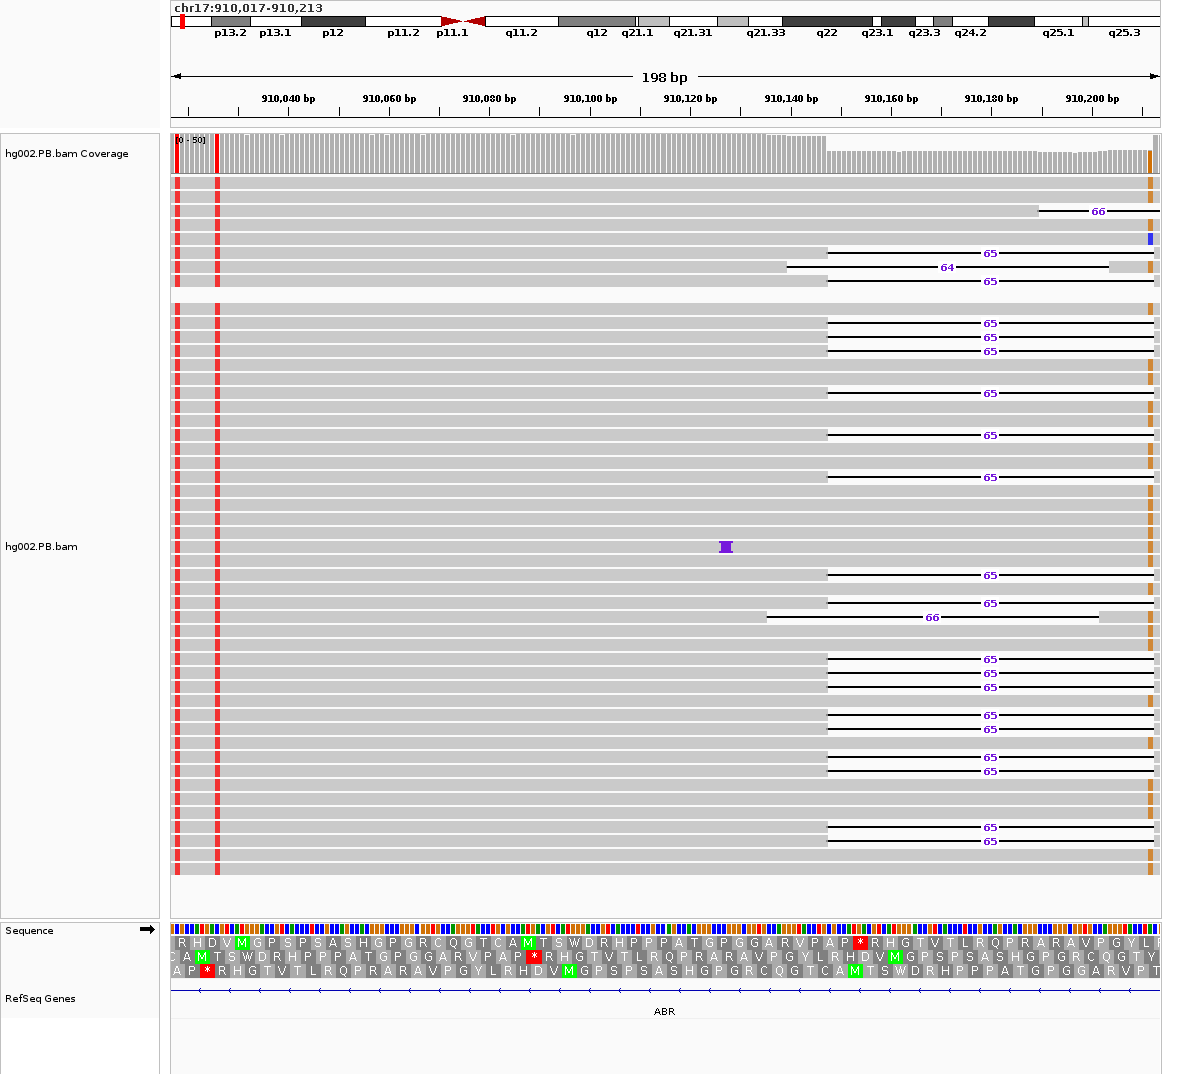 chr17:910,017-910,213
p13.2 p13.1 p12 p11.2 p11.1 q11.2 q12 q21.1 q21.31 q21.33 q22 q23.1 q23.3 q24.2 q25.1 q25.3
198 bp
910,040 bp 910,060 bp 910,080 bp 910,100 bp 910,120 bp 910,140 bp 910,160 bp 910,180 bp 910,200 bp
[0 - 50]
hg002.PB.bam Coverage
66
65
64
65
65
65
65
65
65
65
hg002.PB.bam
65
65
66
65
65
65
65
65
65
65
65
65
Sequence
R H D V M G P S P S A S H G P G R C Q G T C A M T S W D R H P P P A T G P G G A R V P A P * R H G T V T L R Q P R A R A V P G Y L
C A M T S W D R H P P P A T G P G G A R V P A P * R H G T V T L R Q P R A R A V P G Y L R H D V M G P S P S A S H G P G R C Q G T Y
A P * R H G T V T L R Q P R A R A V P G Y L R H D V M G P S P S A S H G P G R C Q G T C A M T S W D R H P P P A T G P G G A R V P T
RefSeq Genes
ABR